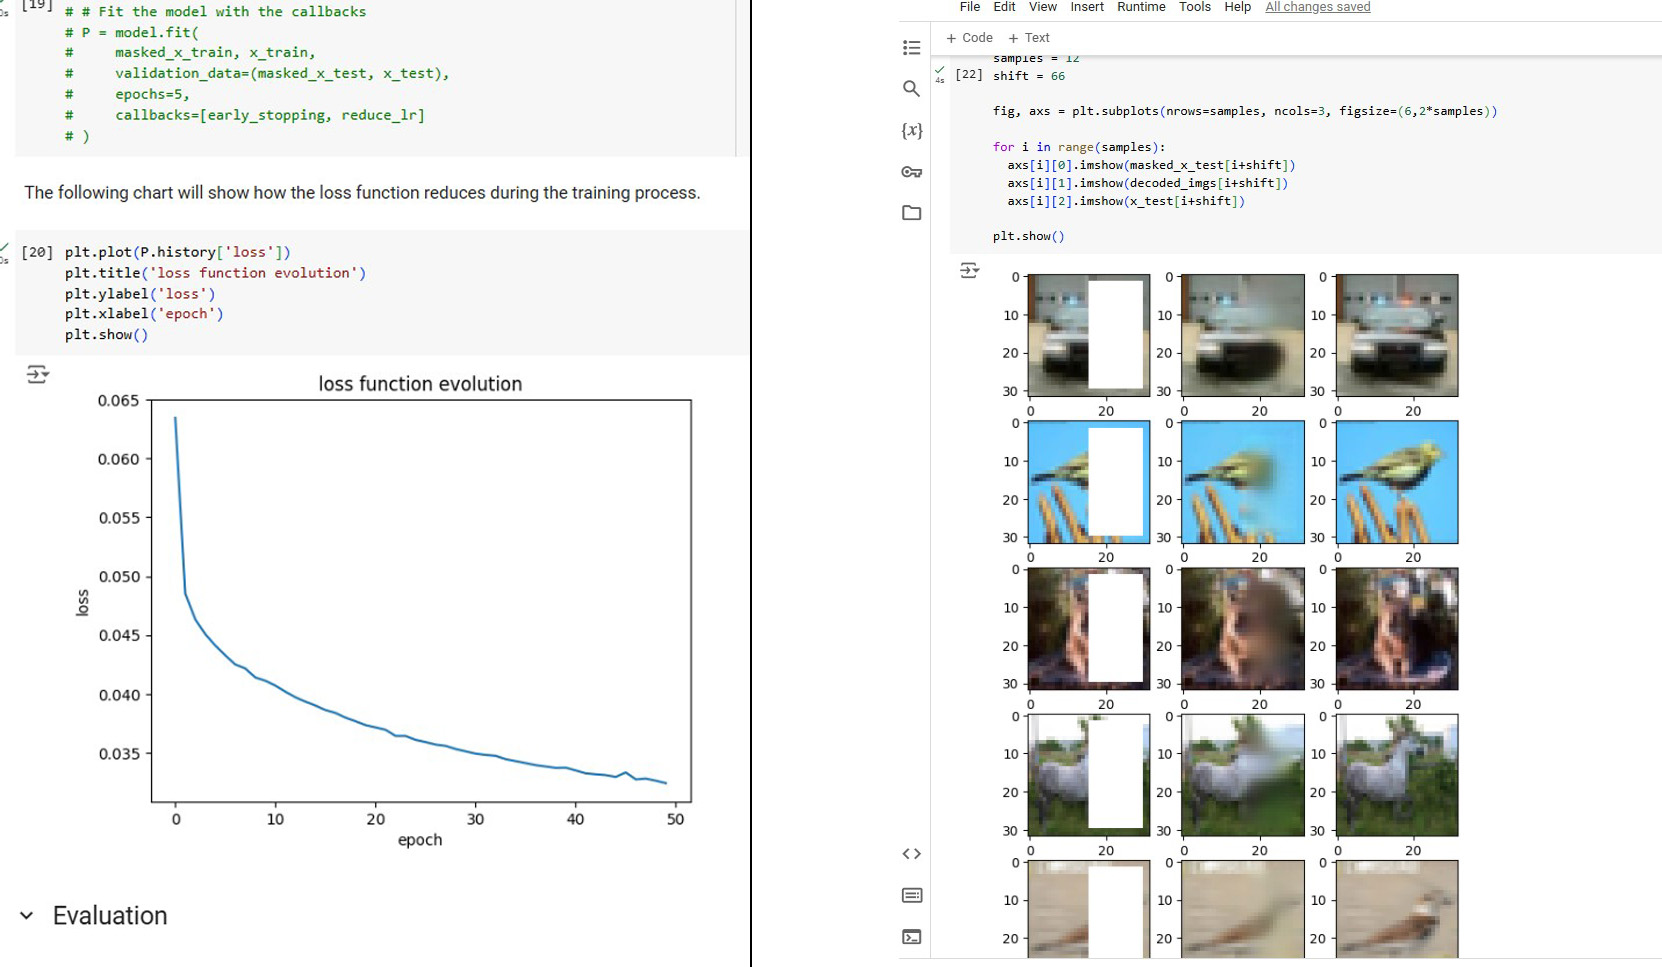 [19] # # Fit the model with the callbacks
# P = model.fit(
#     masked_x_train, x_train,
#     validation_data=(masked_x_test, x_test),
#     epochs=5,
#     callbacks=[early_stopping, reduce_lr]
# )
The following chart will show how the loss function reduces during the training process.
0s
[20] plt.plot(P.history['loss'])
plt.title('loss function evolution')
plt.ylabel('loss')
plt.xlabel('epoch')
plt.show()
loss function evolution
0.065
0.060
0.055
0.050
0.045
0.040
0.035
loss
0 10 20 30 40 50
epoch
Evaluation
File Edit View Insert Runtime Tools Help All changes saved
+ Code + Text
samples = 12
4s
[22] shift = 66
fig, axs = plt.subplots(nrows=samples, ncols=3, figsize=(6,2*samples))
for i in range(samples):
  axs[i][0].imshow(masked_x_test[i+shift])
  axs[i][1].imshow(decoded_imgs[i+shift])
  axs[i][2].imshow(x_test[i+shift])
plt.show()
{x}
0 0 0
10 10 10
20 20 20
30 30 30
0 20 0 20 0 20
0 0 0
10 10 10
20 20 20
30 30 30
0 20 0 20 0 20
0 0 0
10 10 10
20 20 20
30 30 30
0 20 0 20 0 20
0 0 0
10 10 10
20 20 20
30 30 30
0 20 0 20 0 20
0 0 0
10 10 10
20 20 20